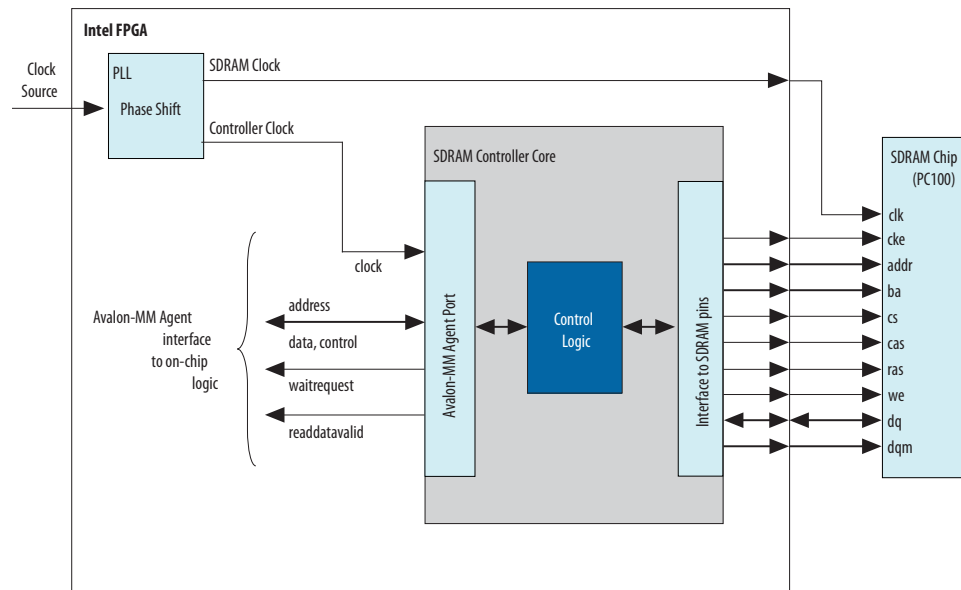 Intel FPGA
Clock
Source
PLL
Phase Shift
SDRAM Clock
Controller Clock
SDRAM Controller Core
SDRAM Chip
(PC100)
clock
Avalon-MM Agent
interface
to on-chip
logic
address
data, control
waitrequest
readdatavalid
Avalon-MM Agent Port
Control
Logic
Interface to SDRAM pins
clk
cke
addr
ba
cs
cas
ras
we
dq
dqm